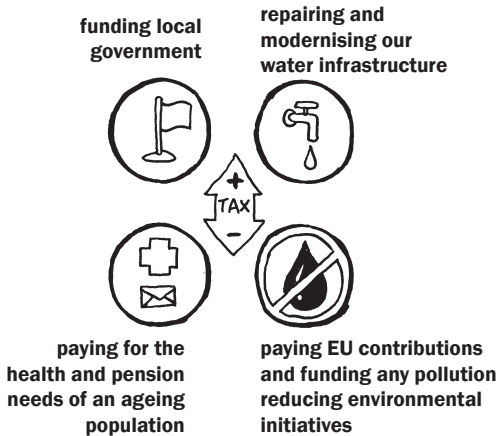 funding local
government
repairing and
modernising our
water infrastructure
+
TAX
−
paying for the
health and pension
needs of an ageing
population
paying EU contributions
and funding any pollution
reducing environmental
initiatives